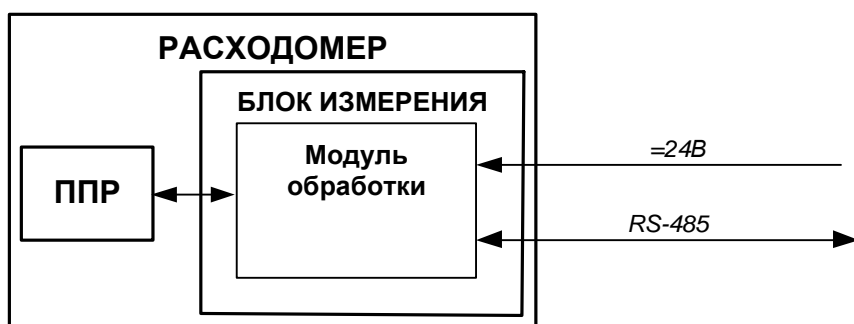 РАСХОДОМЕР
БЛОК ИЗМЕРЕНИЯ
Модуль
обработки
ППР
=24В
RS-485